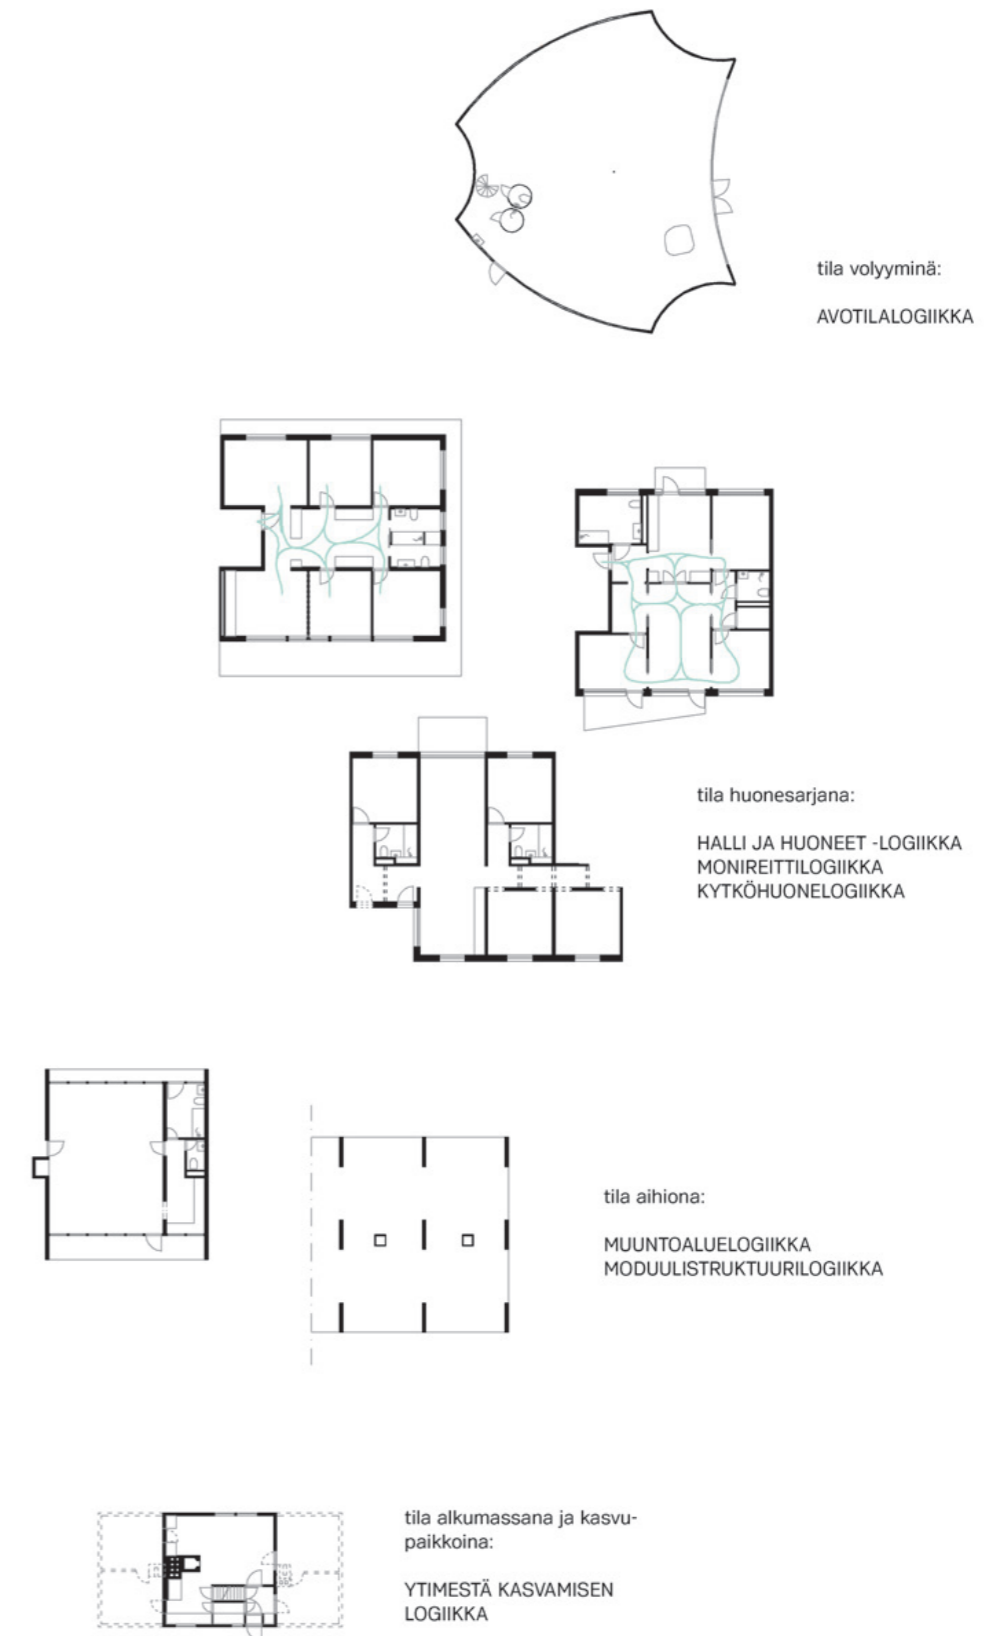 tila volyyminä:
AVOTILALOGIIKKA
tila huonesarjana:
HALLI JA HUONEET -LOGIIKKA
MONIREITTILOGIIKKA
KYTKÖHUONELOGIIKKA
tila aihiona:
MUUNTOALUELOGIIKKA
MODUULISTRUKTUURILOGIIKKA
tila alkumassana ja kasvu-
paikkoina:
YTIMESTÄ KASVAMISEN
LOGIIKKA